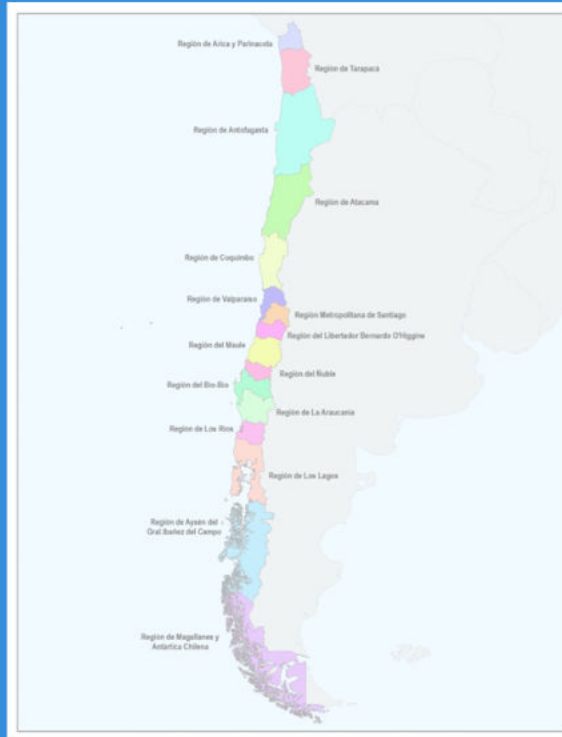 Región de Arica y Parinacota
Región de Tarapacá
Región de Antofagasta
Región de Atacama
Región de Coquimbo
Región de Valparaíso
Región Metropolitana de Santiago
Región del Libertador Bernardo O'Higgins
Región del Maule
Región del Ñuble
Región del Bío-Bío
Región de La Araucanía
Región de Los Ríos
Región de Los Lagos
Región de Aysén del
Gral.Ibañez del Campo
Región de Magallanes y
Antártica Chilena